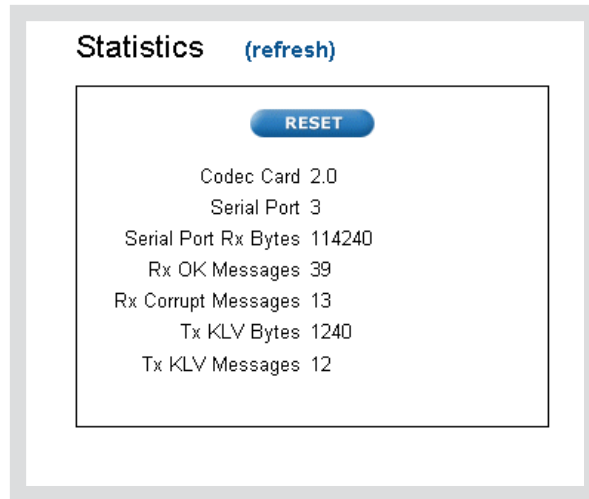 Statistics (refresh)
RESET
Codec Card 2.0
Serial Port 3
Serial Port Rx Bytes 114240
Rx OK Messages 39
Rx Corrupt Messages 13
Tx KLV Bytes 1240
Tx KLV Messages 12